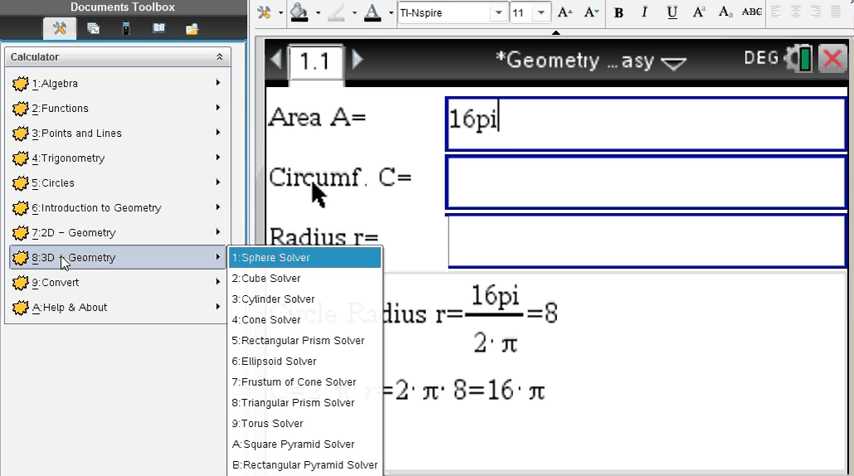 Documents Toolbox
Calculator
1:Algebra
2:Functions
3:Points and Lines
4:Trigonometry
5:Circles
6:Introduction to Geometry
7:2D - Geometry
8:3D - Geometry
9:Convert
A:Help & About
1:Sphere Solver
2:Cube Solver
3:Cylinder Solver
4:Cone Solver
5:Rectangular Prism Solver
6:Ellipsoid Solver
7:Frustum of Cone Solver
8:Triangular Prism Solver
9:Torus Solver
A:Square Pyramid Solver
B:Rectangular Pyramid Solver
TI-Nspire 11 A A B I U Aa Aa ABC
1.1 *Geometry ...asy DEG
Area A= 16pi
Circumf. C=
Radius r=
dius r=16pi/2·π=8
=2·π·8=16·π